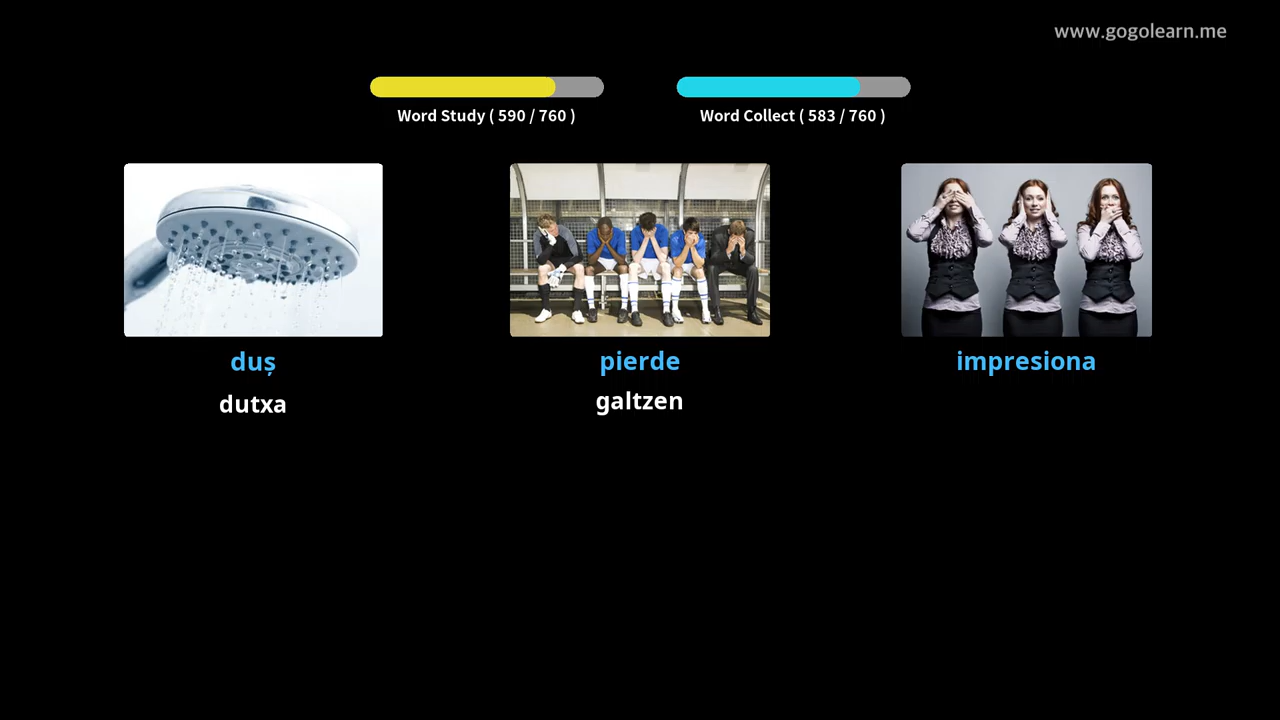 www.gogolearn.me
Word Study ( 590 / 760 )
Word Collect ( 583 / 760 )
duș
pierde
impresiona
dutxa
galtzen